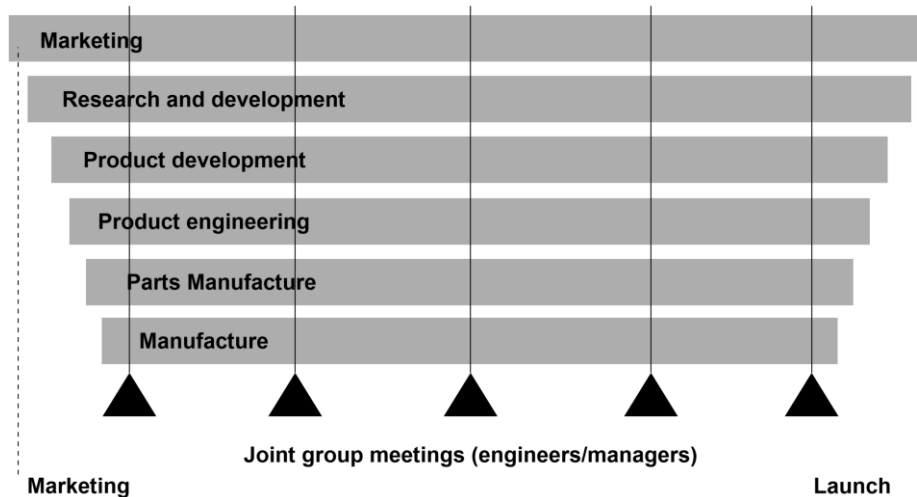 Marketing
Research and development
Product development
Product engineering
Parts Manufacture
Manufacture
Joint group meetings (engineers/managers)
Marketing Launch